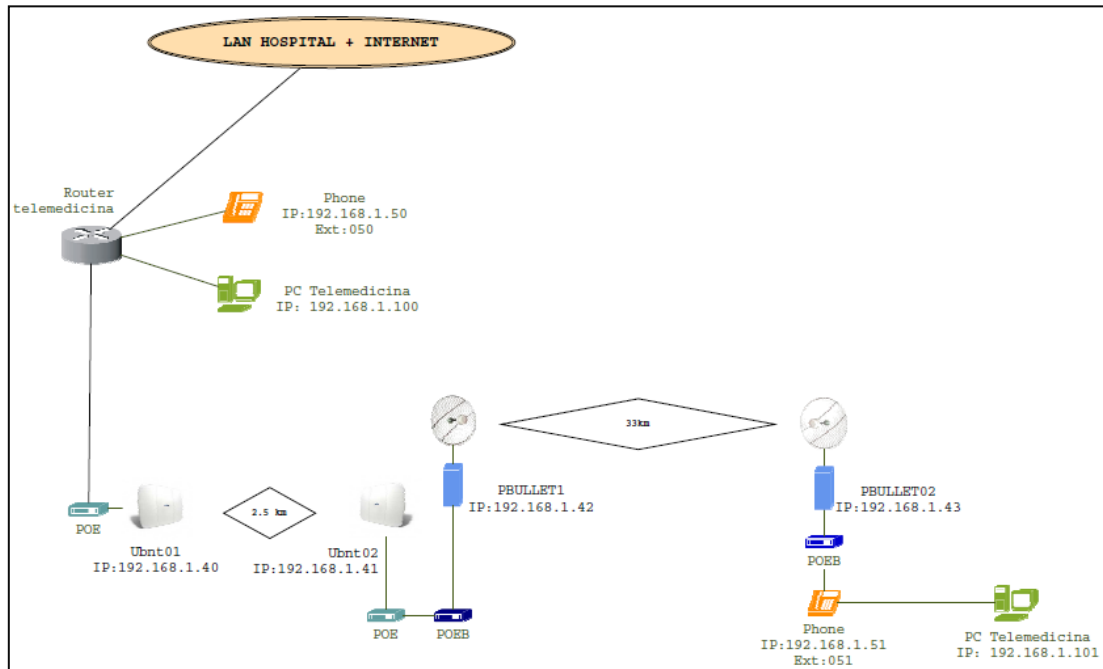 LAN HOSPITAL + INTERNET
Router
telemedicina
Phone
IP:192.168.1.50
Ext:050
PC Telemedicina
IP: 192.168.1.100
33km
PBULLET1
IP:192.168.1.42
PBULLET02
IP:192.168.1.43
2.5 km
POE
Ubnt01
IP:192.168.1.40
Ubnt02
IP:192.168.1.41
POE
POEB
POEB
Phone
IP:192.168.1.51
Ext:051
PC Telemedicina
IP: 192.168.1.101